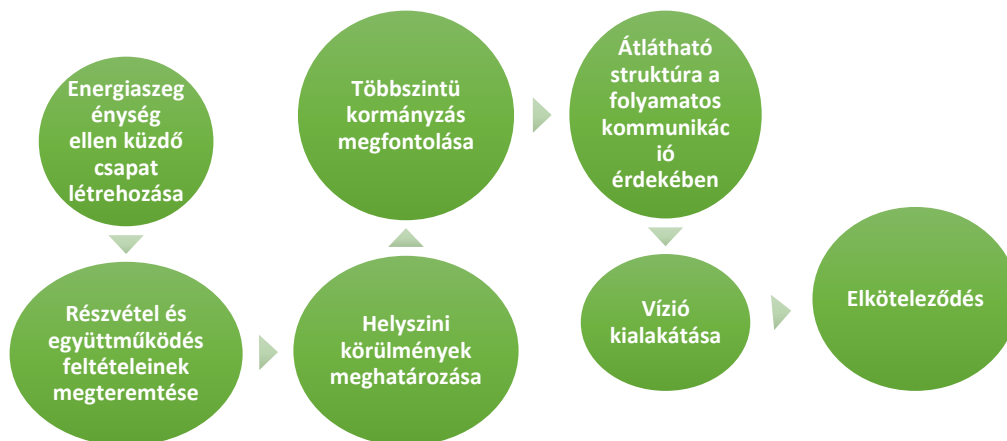 Energiaszeg
énység
ellen küzdő
csapat
létrehozása
Részvétel és
együttműködés
feltételeinek
megteremtése
Helyszini
körülmények
meghatározása
Többszintü
kormányzás
megfontolása
Átlátható
struktúra a
folyamatos
kommunikác
ió
érdekében
Vízió
kialakátása
Elköteleződés